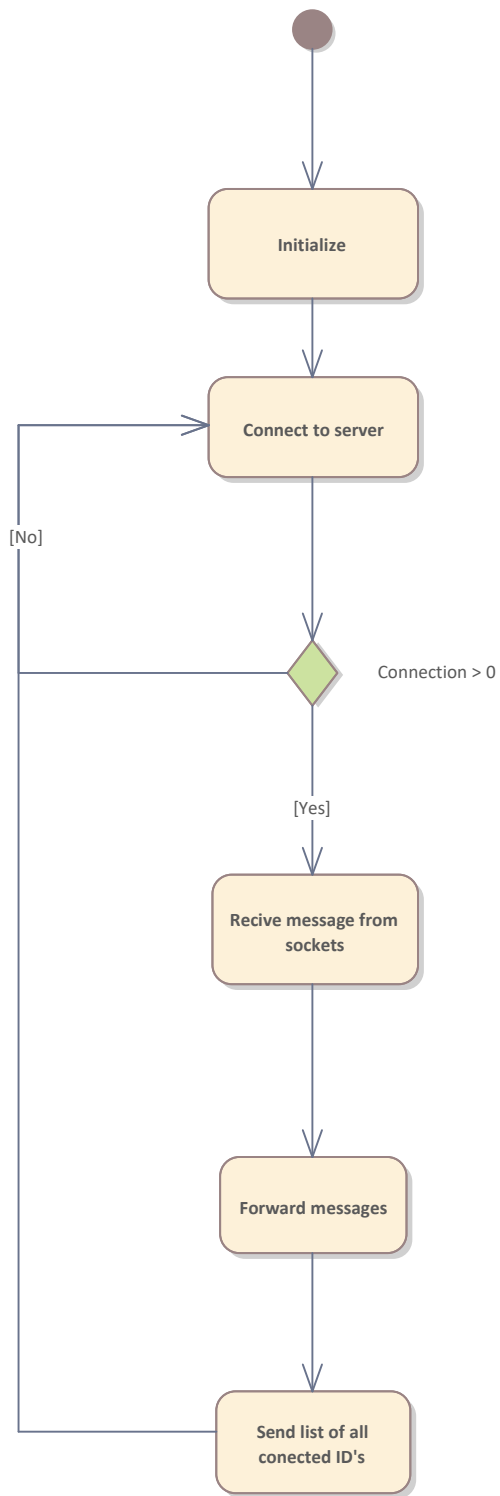 Initialize
Connect to server
[No]
Connection > 0
[Yes]
Recive message from
sockets
Forward messages
Send list of all
conected ID's